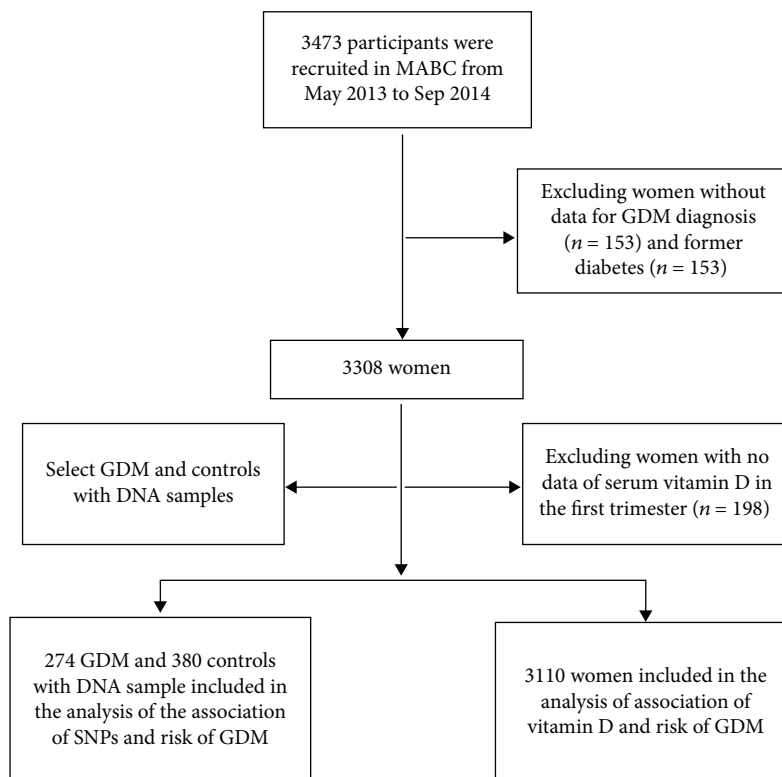 3473 participants were
recruited in MABC from
May 2013 to Sep 2014
Excluding women without
data for GDM diagnosis
(n = 153) and former
diabetes (n = 153)
3308 women
Select GDM and controls
with DNA samples
Excluding women with no
data of serum vitamin D in
the first trimester (n = 198)
274 GDM and 380 controls
with DNA sample included in
the analysis of the association
of SNPs and risk of GDM
3110 women included in the
analysis of association of
vitamin D and risk of GDM